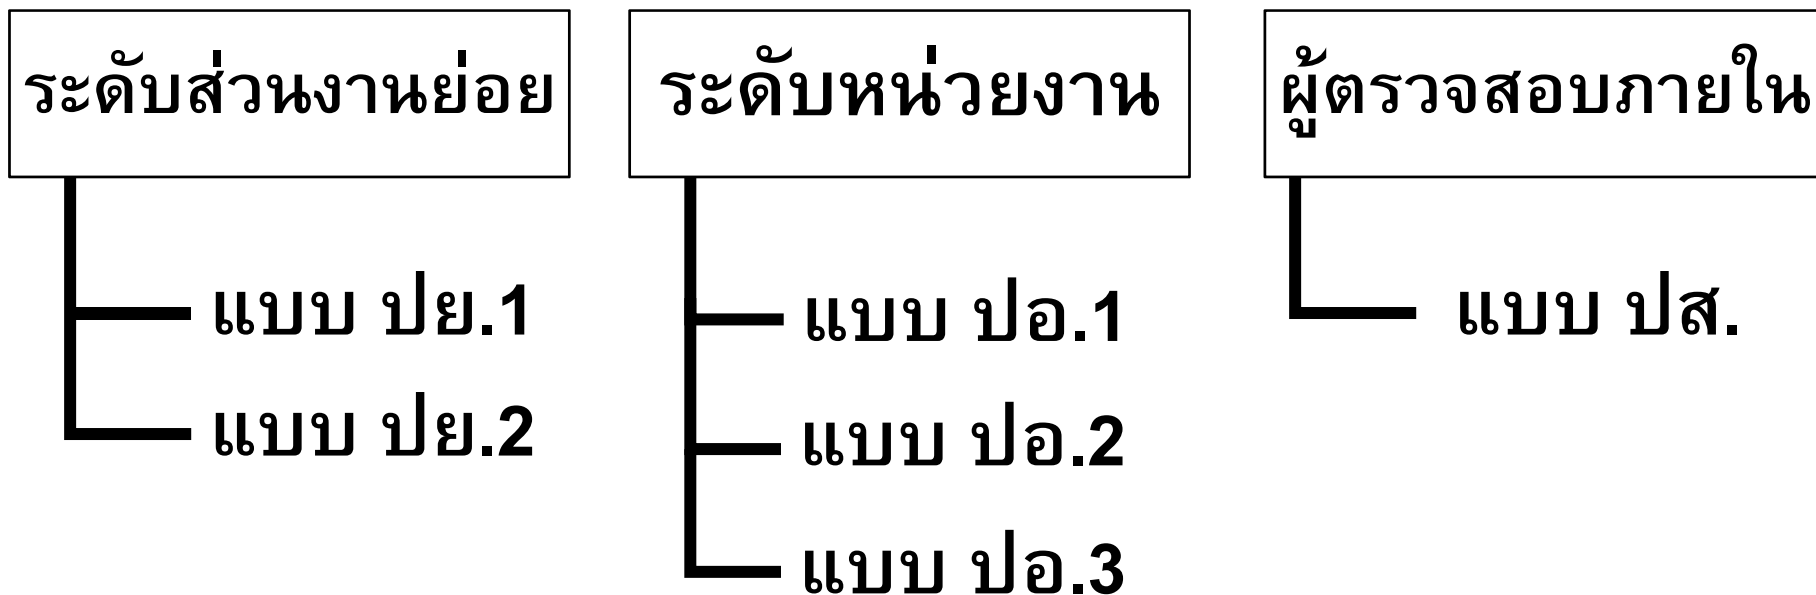 ระดับส่วนงานย่อย
แบบ ปย.1
แบบ ปย.2
ระดับหน่วยงาน
แบบ ปอ.1
แบบ ปอ.2
แบบ ปอ.3
ผู้ตรวจสอบภายใน
แบบ ปส.